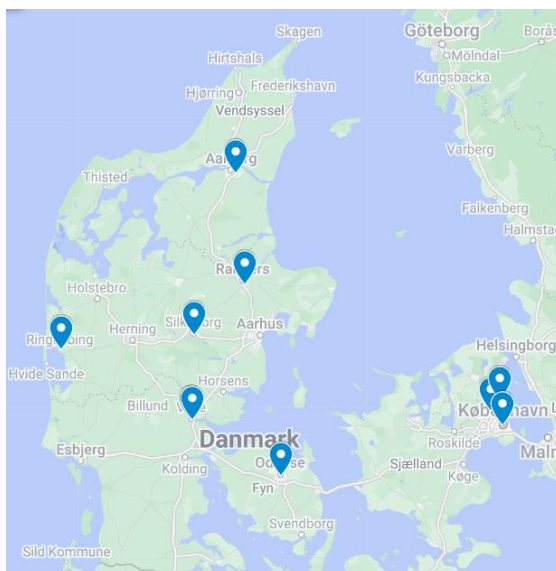 Skagen
Göteborg
Borås
Hirtshals
Mölndal
Hjørring
Frederikshavn
Kungsbacka
Vendsyssel
Varberg
Thisted
Falkenberg
Halmstad
Holstebro
Herning
Aarhus
Helsingborg
Hvide Sande
Horsens
Billund
København
Danmark
Roskilde
Esbjerg
Kolding
Sjælland
Køge
Fyn
Svendborg
Sild Kommune